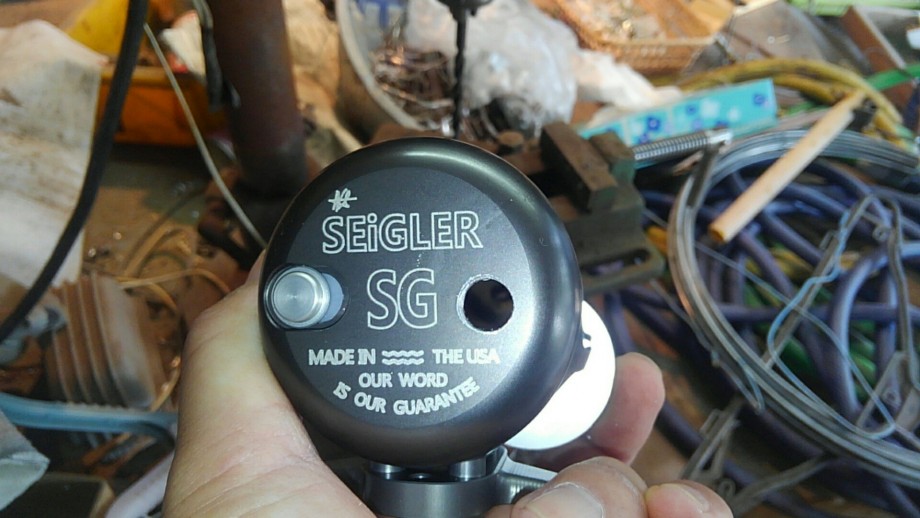 SEiGLER
SG
MADE IN THE USA
OUR WORD
IS OUR GUARANTEE